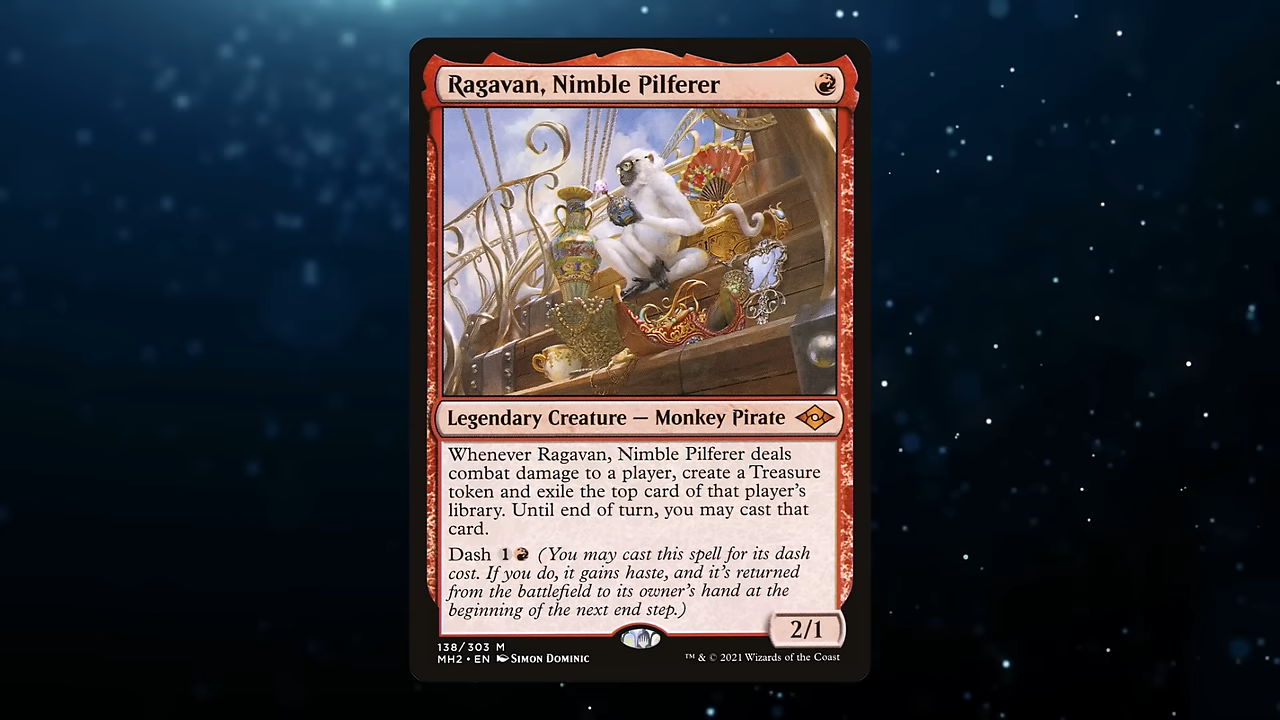 Ragavan, Nimble Pilferer
Legendary Creature — Monkey Pirate
Whenever Ragavan, Nimble Pilferer deals
combat damage to a player, create a Treasure
token and exile the top card of that player's
library. Until end of turn, you may cast that
card.
Dash 1 (You may cast this spell for its dash
cost. If you do, it gains haste, and it's returned
from the battlefield to its owner's hand at the
beginning of the next end step.)
2/1
138/303 M
MH2 • EN Simon Dominic
™ & © 2021 Wizards of the Coast